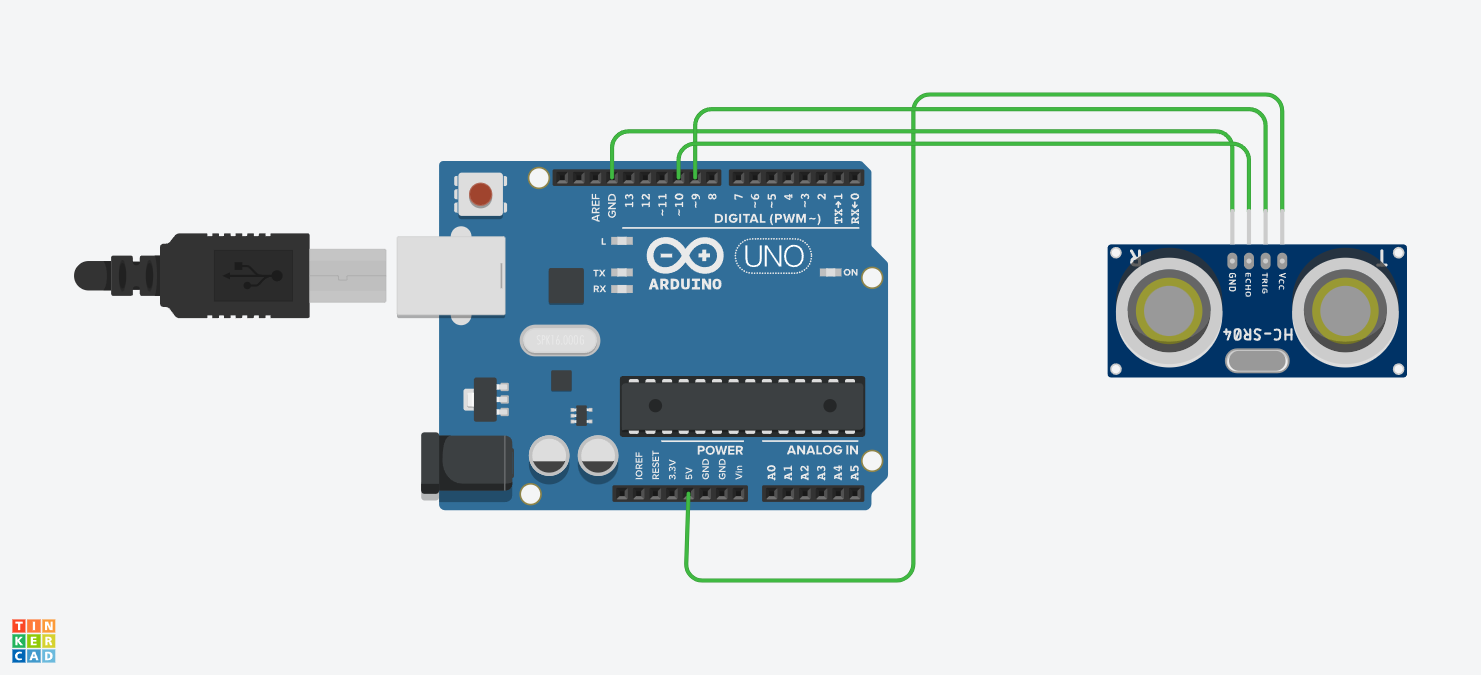 AREF
GND
13
12
~11
~10
~9
8
7
~6
~5
4
~3
2
TX→1
RX←0
DIGITAL (PWM~)
L
TX
RX
ARDUINO
UNO
ON
R
T
GND
ECHO
TRIG
VCC
HC-SR04
IOREF
RESET
3.3V
5V
GND
GND
Vin
POWER
A0
A1
A2
A3
A4
A5
ANALOG IN
TIN
KER
CAD